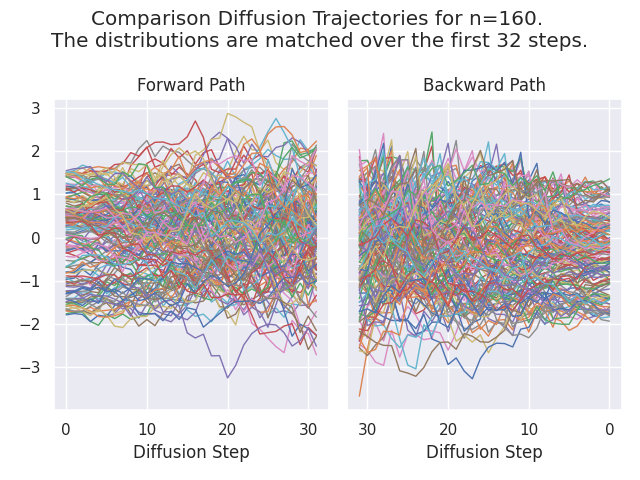 Comparison Diffusion Trajectories for n=160.
The distributions are matched over the first 32 steps.
Forward Path
Backward Path
3
2
1
0
−1
−2
−3
0 10 20 30
30 20 10 0
Diffusion Step
Diffusion Step